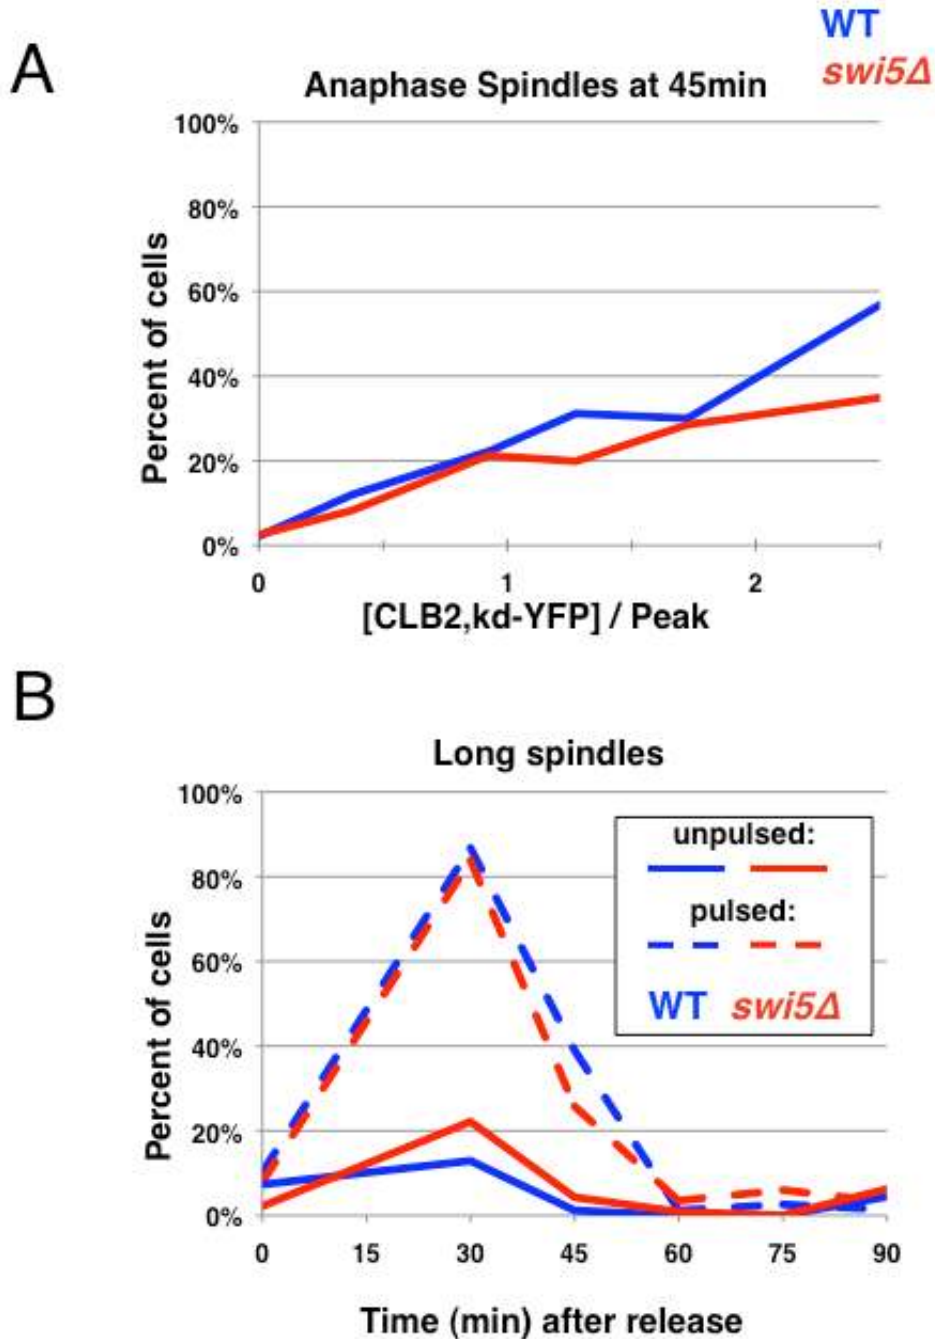 WT
swi5Δ
A
Anaphase Spindles at 45min
100%
80%
60%
40%
20%
0%
Percent of cells
0 1 2
[CLB2,kd-YFP] / Peak
B
Long spindles
100%
80%
60%
40%
20%
0%
Percent of cells
unpulsed:
pulsed:
WT swi5Δ
0 15 30 45 60 75 90
Time (min) after release